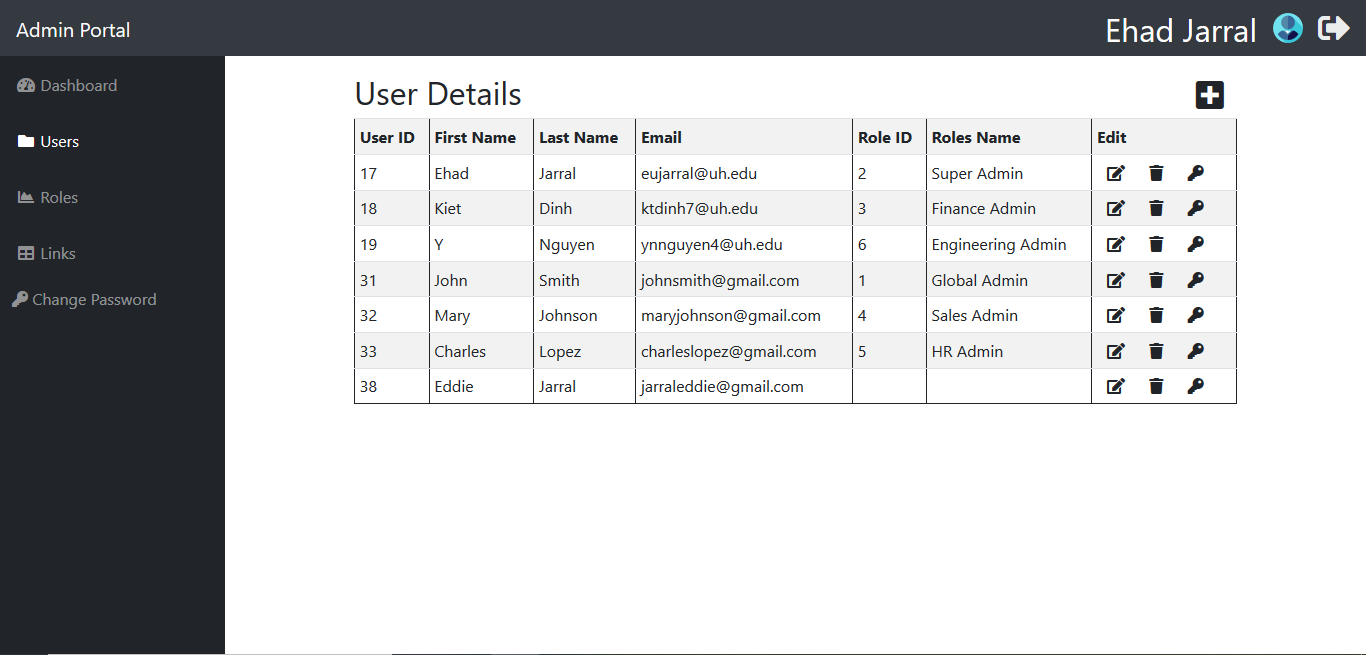 Admin Portal
Ehad Jarral
Dashboard
Users
Roles
Links
Change Password
User Details
User ID First Name Last Name Email Role ID Roles Name Edit
17 Ehad Jarral eujarral@uh.edu 2 Super Admin
18 Kiet Dinh ktdinh7@uh.edu 3 Finance Admin
19 Y Nguyen ynnguyen4@uh.edu 6 Engineering Admin
31 John Smith johnsmith@gmail.com 1 Global Admin
32 Mary Johnson maryjohnson@gmail.com 4 Sales Admin
33 Charles Lopez charleslopez@gmail.com 5 HR Admin
38 Eddie Jarral jarraleddie@gmail.com